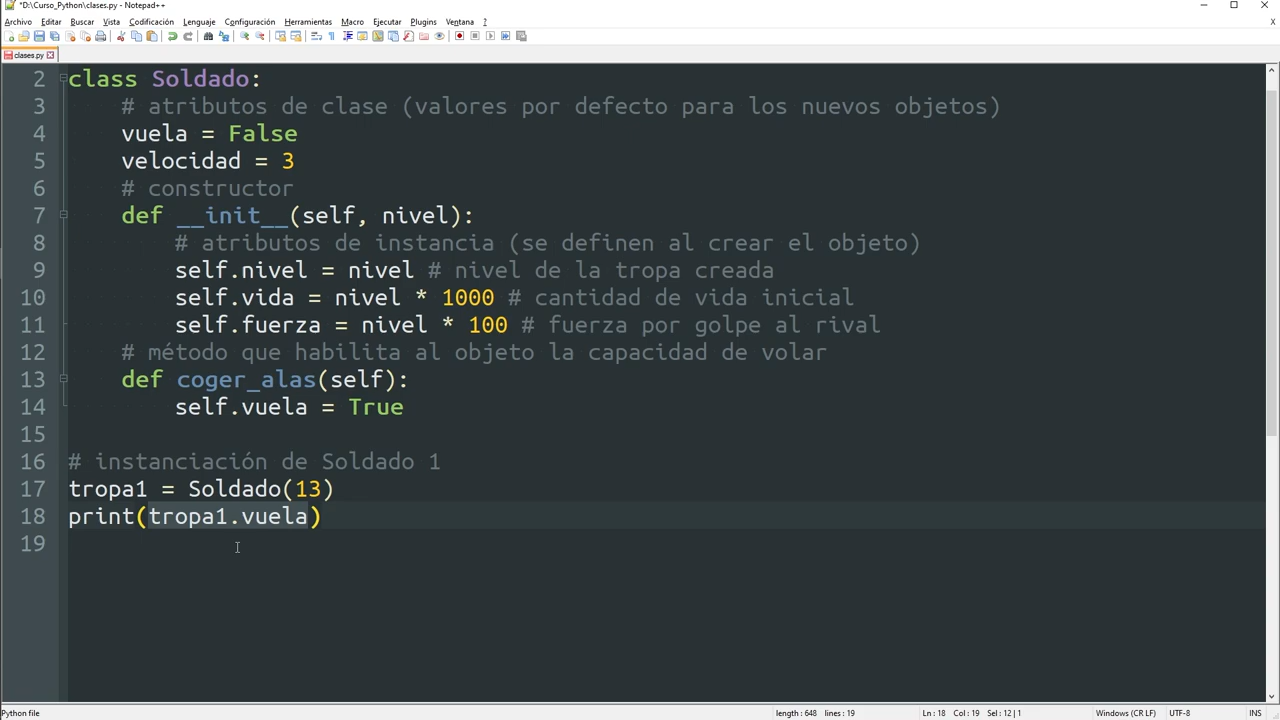 *D:\Curso_Python\clases.py - Notepad++
Archivo Editar Buscar Vista Codificación Lenguaje Configuración Herramientas Macro Ejecutar Plugins Ventana ?
X
clases.py
2 class Soldado:
3 # atributos de clase (valores por defecto para los nuevos objetos)
4 vuela = False
5 velocidad = 3
6 # constructor
7 def __init__(self, nivel):
8 # atributos de instancia (se definen al crear el objeto)
9 self.nivel = nivel # nivel de la tropa creada
10 self.vida = nivel * 1000 # cantidad de vida inicial
11 self.fuerza = nivel * 100 # fuerza por golpe al rival
12 # método que habilita al objeto la capacidad de volar
13 def coger_alas(self):
14 self.vuela = True
15
16 # instanciación de Soldado 1
17 tropa1 = Soldado(13)
18 print(tropa1.vuela)
19
Python file length : 648 lines : 19 Ln : 18 Col : 19 Sel : 12 | 1 Windows (CR LF) UTF-8 INS